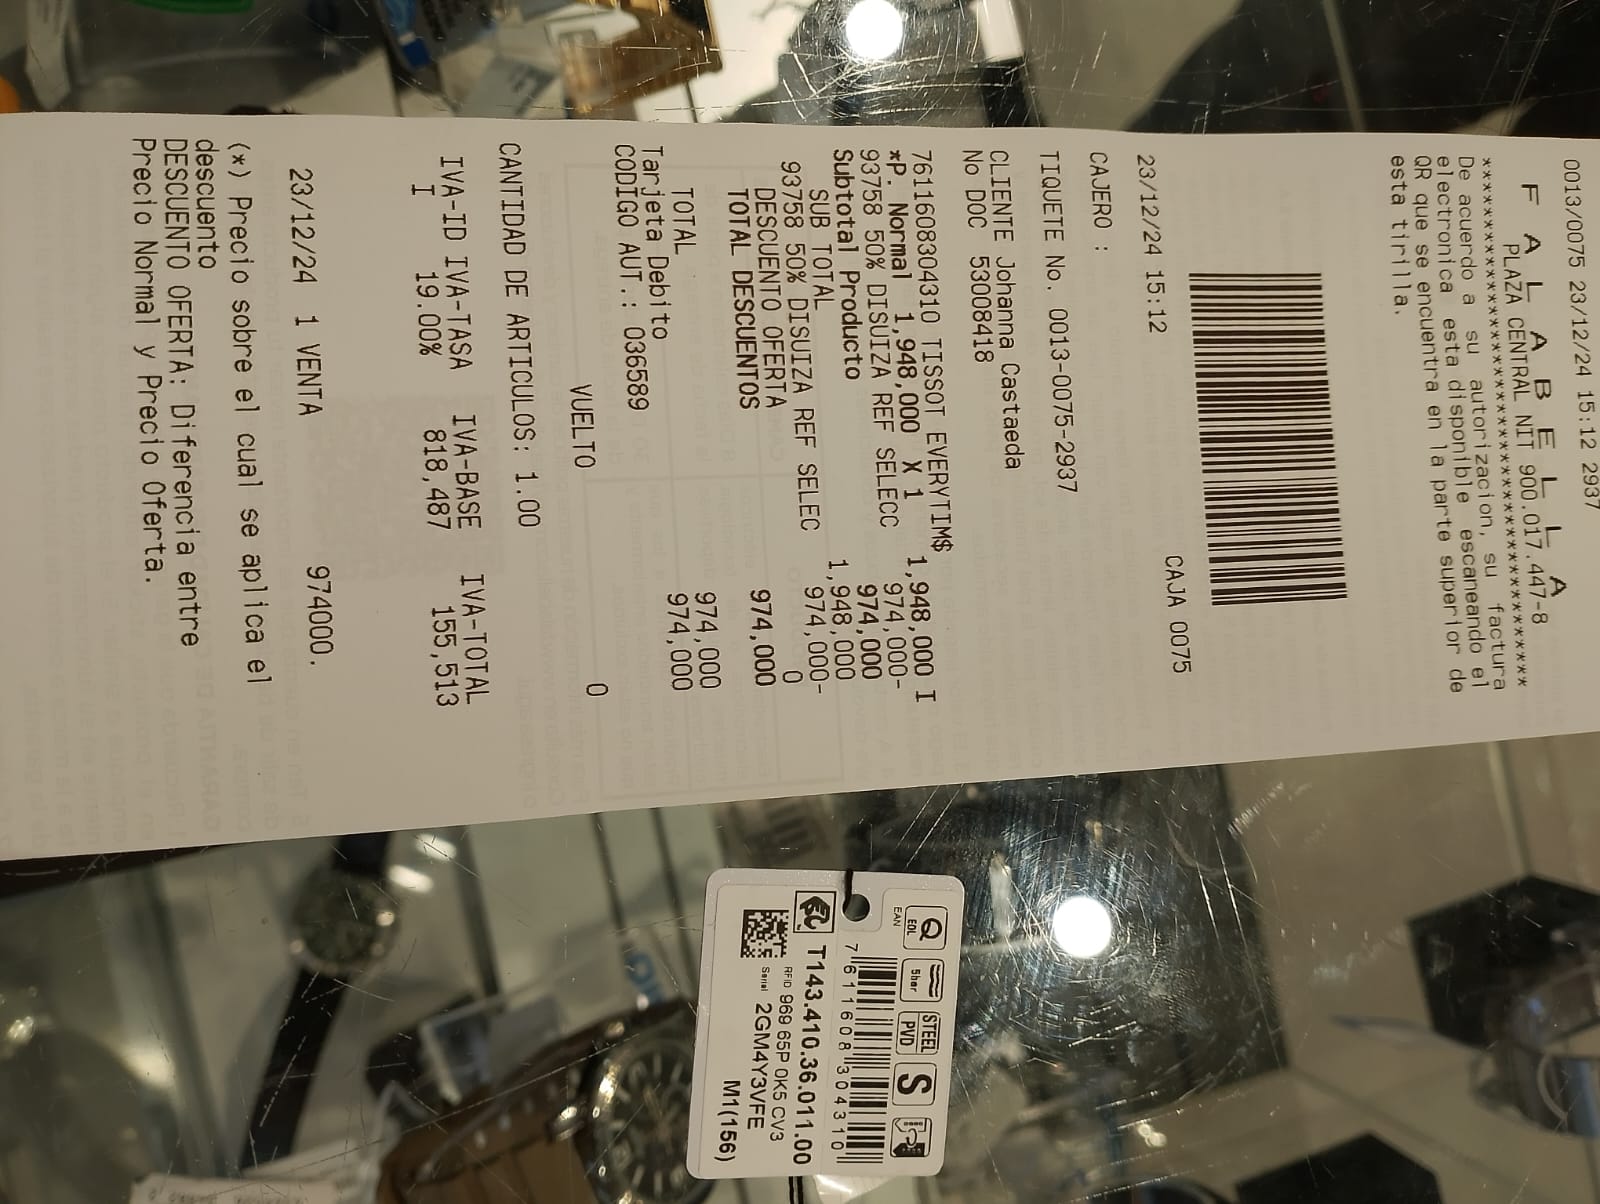 0013/0075 23/12/24 15:12 2937
F A L A B E L L A
PLAZA CENTRAL NIT 900.017.447-8
De acuerdo a su autorizacion, su factura
electronica esta disponible escaneando el
QR que se encuentra en la parte superior de
esta tirilla.
23/12/24 15:12 CAJA 0075
CAJERO :
TIQUETE No. 0013-0075-2937
CLIENTE Johanna Castaeda
No DOC 53008418
7611608304310 TISSOT EVERYTIM$ 1,948,000 I
*P. Normal 1,948,000 X 1
93758 50% DISUIZA REF SELECC 974,000-
Subtotal Producto 974,000
SUB TOTAL 1,948,000
93758 50% DISUIZA REF SELEC 974,000-
DESCUENTO OFERTA 0
TOTAL DESCUENTOS 974,000
TOTAL 974,000
Tarjeta Debito 974,000
CODIGO AUT.: 036589
VUELTO 0
CANTIDAD DE ARTICULOS: 1.00
IVA-ID IVA-TASA IVA-BASE IVA-TOTAL
I 19.00% 818,487 155,513
23/12/24 1 VENTA 974000.
(*) Precio sobre el cual se aplica el
descuento
DESCUENTO OFERTA: Diferencia entre
Precio Normal y Precio Oferta.
Q EOL 5bar STEEL PVD S
EAN
7 611608 304310
T143.410.36.011.00
RFID 969 65P 0K5 CV3
Serial 2GM4Y3VFE
M1(156)